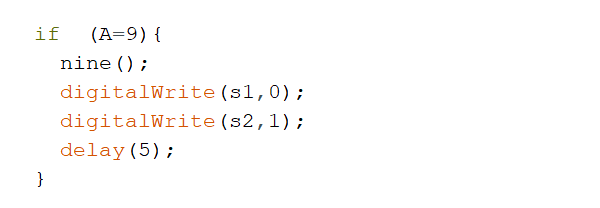 if  (A=9){
  nine();
  digitalWrite(s1,0);
  digitalWrite(s2,1);
  delay(5);
}